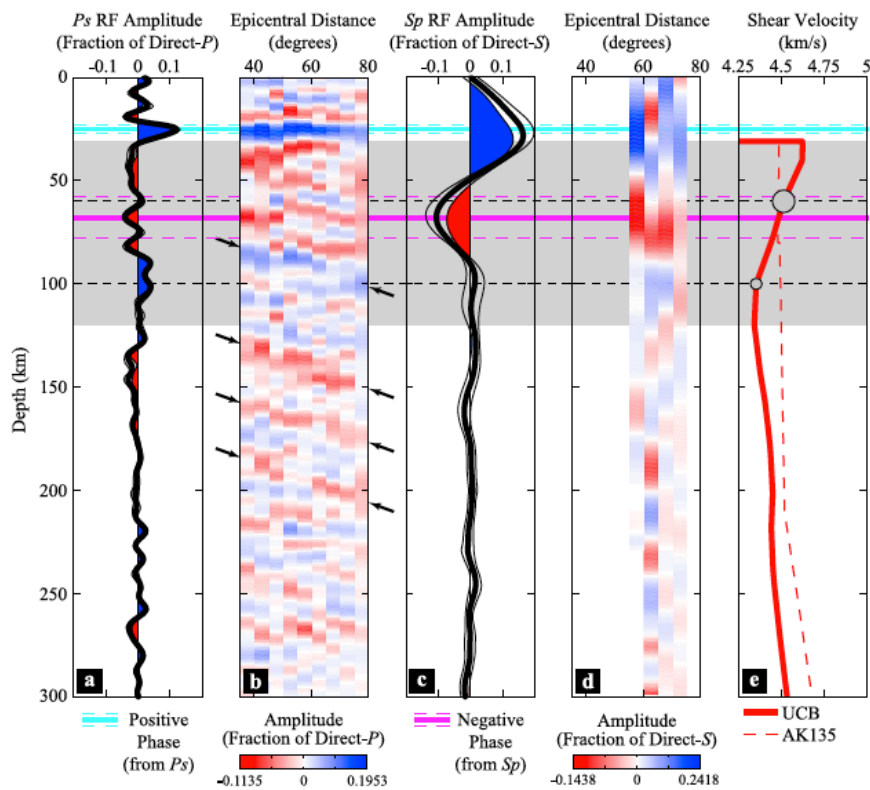 Ps RF Amplitude
(Fraction of Direct-P)
-0.1 0 0.1
Epicentral Distance
(degrees)
40 60 80
Sp RF Amplitude
(Fraction of Direct-S)
-0.1 0 0.1
Epicentral Distance
(degrees)
40 60 80
Shear Velocity
(km/s)
4.25 4.5 4.75 5
Depth (km)
0
50
100
150
200
250
300
a
b
c
d
e
Positive
Phase
(from Ps)
Amplitude
(Fraction of Direct-P)
-0.1135 0 0.1953
Negative
Phase
(from Sp)
Amplitude
(Fraction of Direct-S)
-0.1438 0 0.2418
UCB
AK135